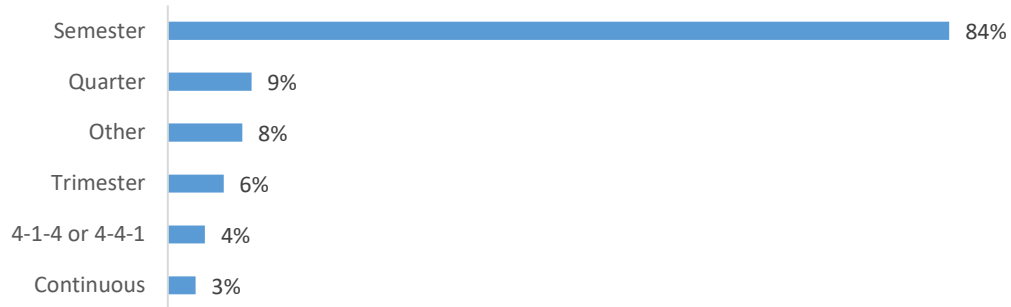 Semester 84%
Quarter 9%
Other 8%
Trimester 6%
4-1-4 or 4-4-1 4%
Continuous 3%